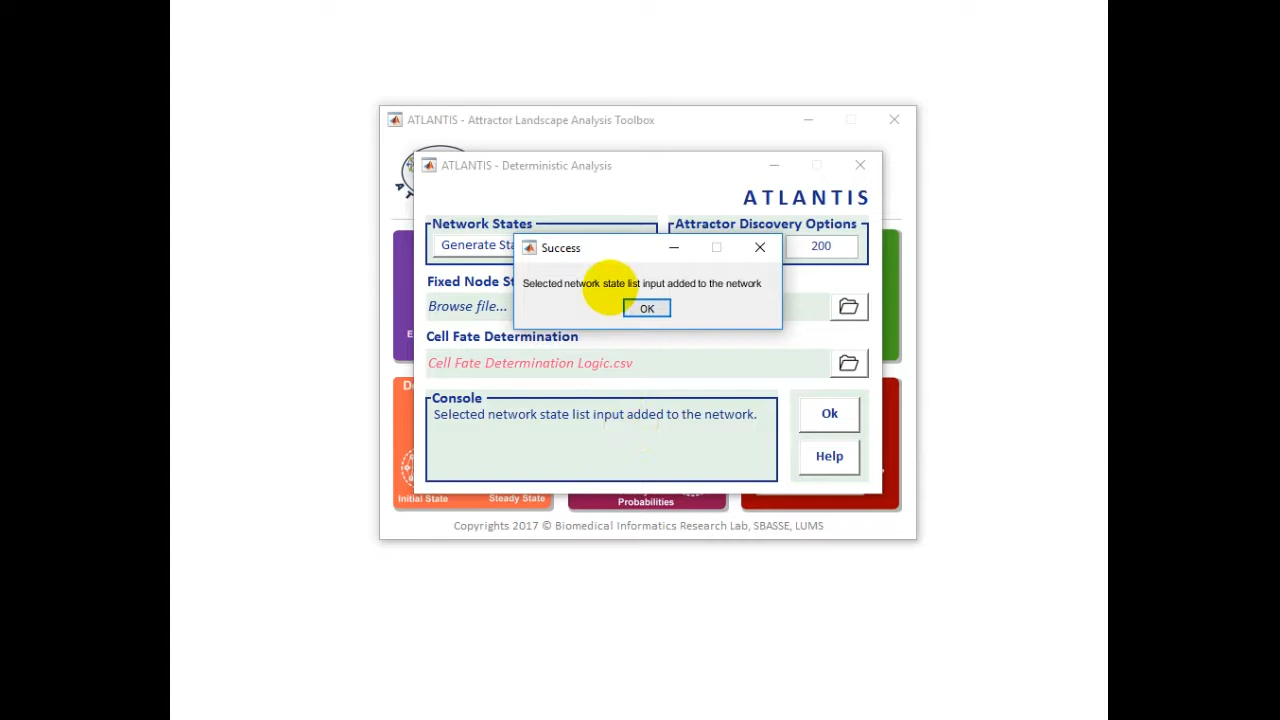 ATLANTIS - Attractor Landscape Analysis Toolbox
ATLANTIS - Deterministic Analysis
ATLANTIS
Network States
Attractor Discovery Options
Generate Sta
200
Success
Selected network state list input added to the network
OK
Fixed Node St
Browse file...
Cell Fate Determination
Cell Fate Determination Logic.csv
Console
Selected network state list input added to the network.
Ok
Help
A T
E
De
Initial State
Steady State
Probabilities
Copyrights 2017 © Biomedical Informatics Research Lab, SBASSE, LUMS